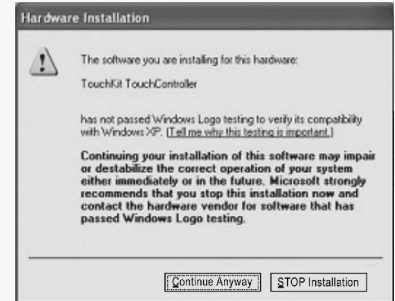 Hardware Installation
The software you are installing for this hardware:
TouchKit TouchController
has not passed Windows Logo testing to verify its compatibility
with Windows XP. (Tell me why this testing is important.)
Continuing your installation of this software may impair
or destabilize the correct operation of your system
either immediately or in the future. Microsoft strongly
recommends that you stop this installation now and
contact the hardware vendor for software that has
passed Windows Logo testing.
Continue Anyway
STOP Installation